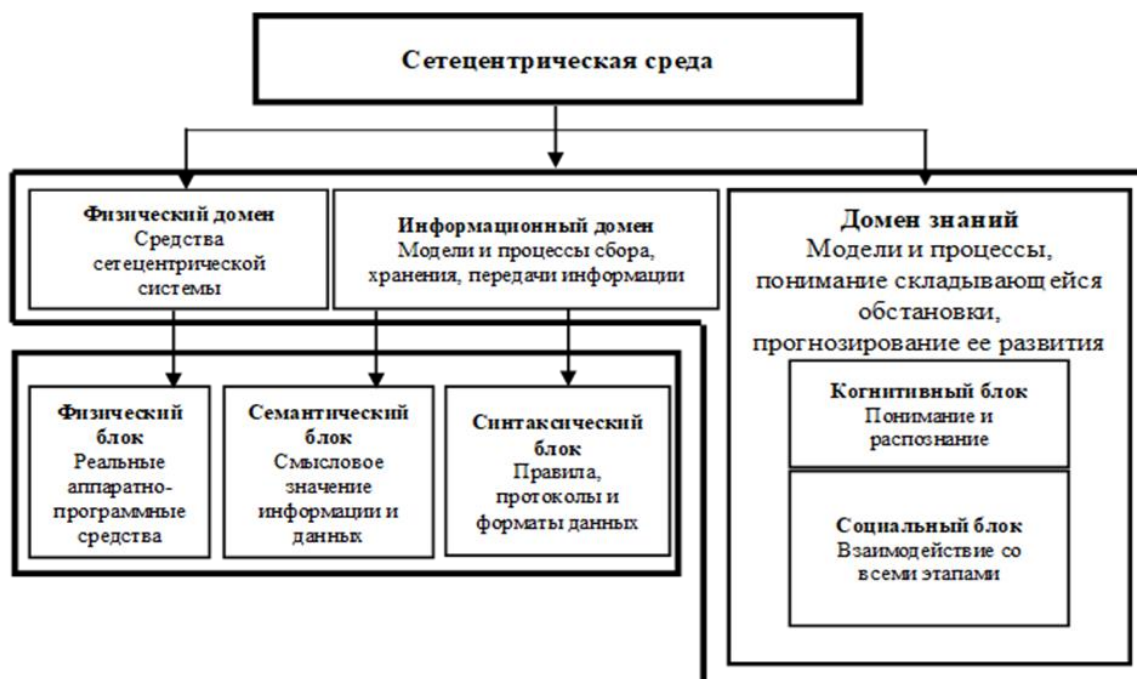 Сетецентрическая среда
Физический домен
Средства
сетецентрической
системы
Информационный домен
Модели и процессы сбора,
хранения, передачи информации
Домен знаний
Модели и процессы,
понимание складывающейся
обстановки,
прогнозирование ее развития
Физический
блок
Реальные
аппаратно-
программные
средства
Семантический
блок
Смысловое
значение
информации и
данных
Синтаксический
блок
Правила,
протоколы и
форматы данных
Когнитивный блок
Понимание и
распознание
Социальный блок
Взаимодействие со
всеми этапами